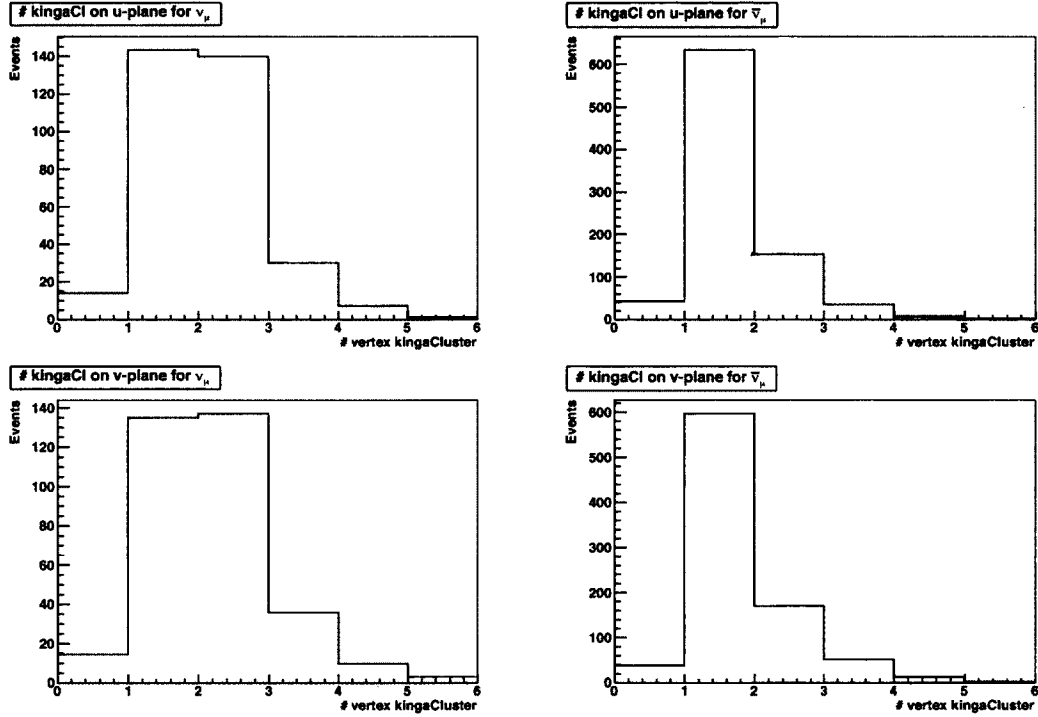 # kingaCl on u-plane for ν_μ
Events
140
120
100
80
60
40
20
0
0 1 2 3 4 5 6
# vertex kingaCluster
# kingaCl on u-plane for ν̅_μ
Events
600
500
400
300
200
100
0
0 1 2 3 4 5 6
# vertex kingaCluster
# kingaCl on v-plane for ν_μ
Events
140
120
100
80
60
40
20
0
0 1 2 3 4 5 6
# vertex kingaCluster
# kingaCl on v-plane for ν̅_μ
Events
600
500
400
300
200
100
0
0 1 2 3 4 5 6
# vertex kingaCluster